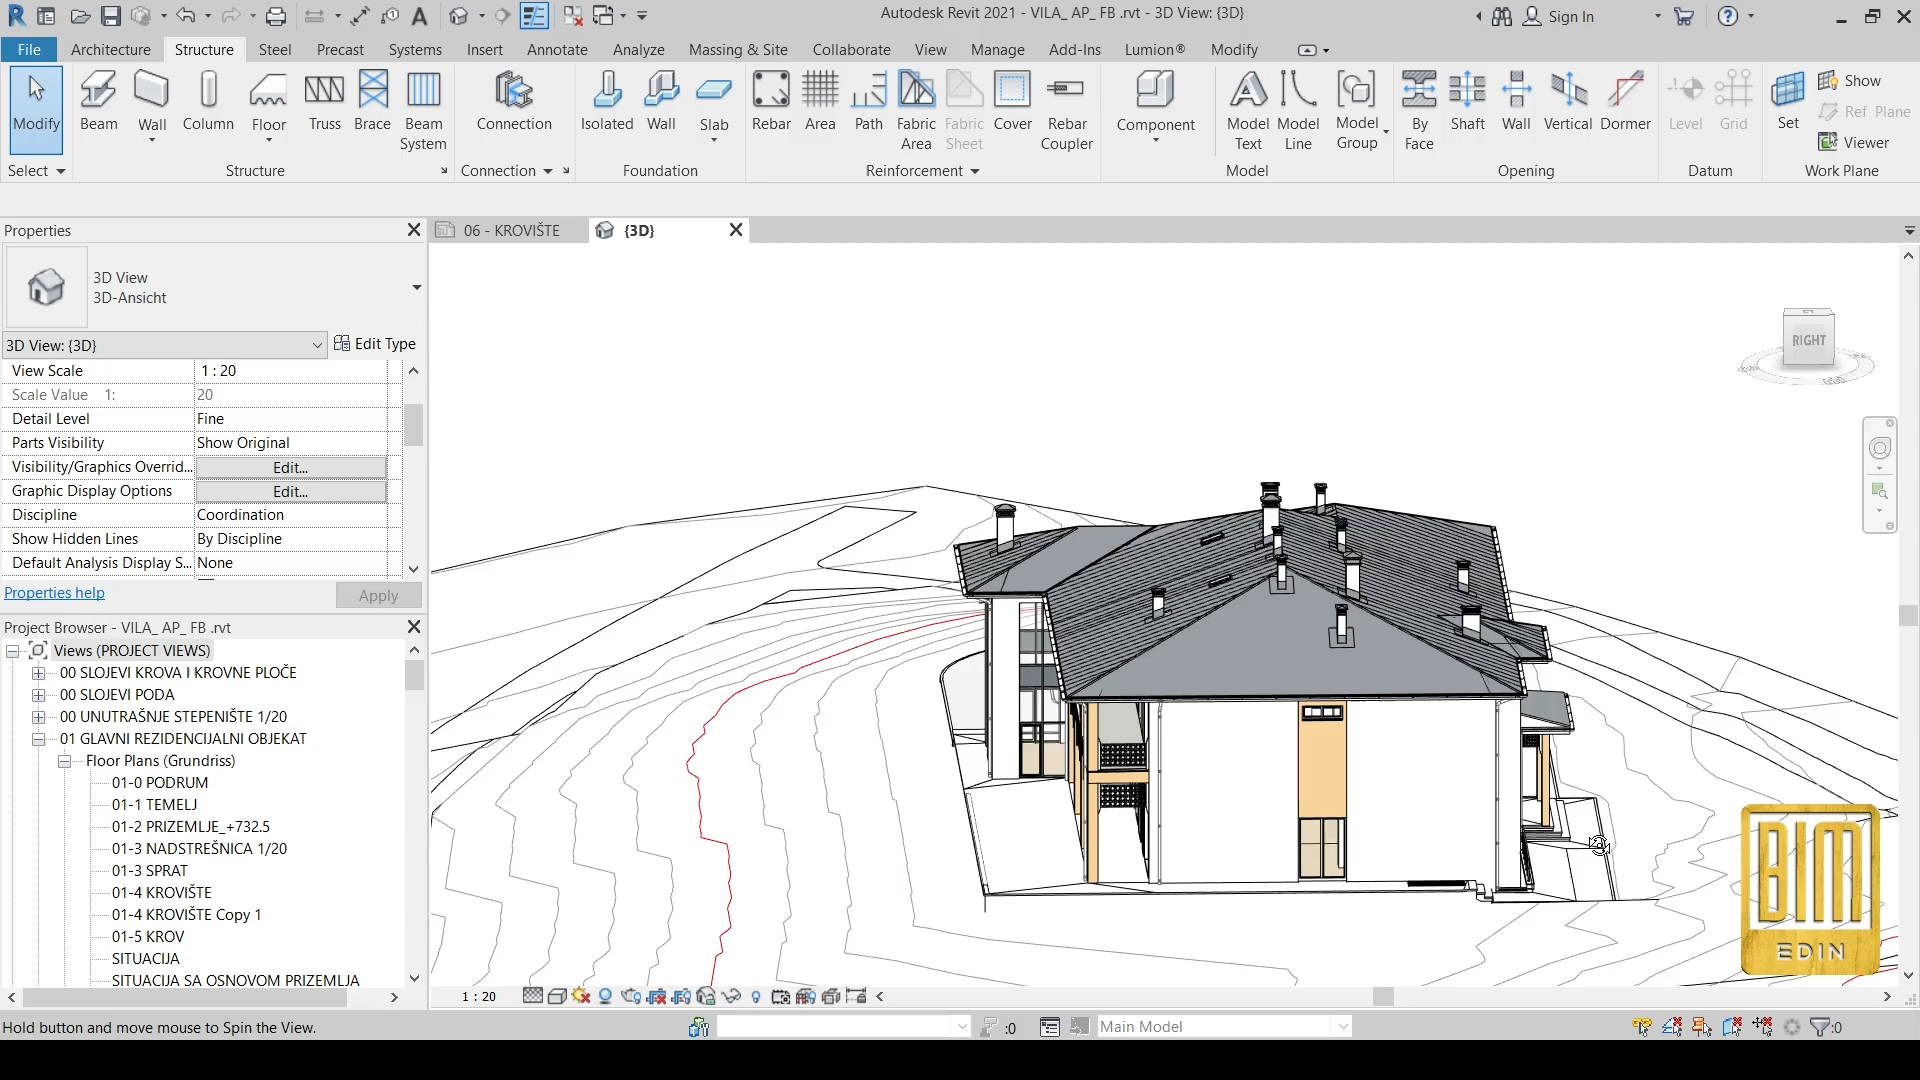 Autodesk Revit 2021 - VILA_ AP_ FB .rvt - 3D View: {3D}
Sign In
File Architecture Structure Steel Precast Systems Insert Annotate Analyze Massing & Site Collaborate View Manage Add-Ins Lumion® Modify
Modify
Beam
Wall
Column
Floor
Truss
Brace
Beam
System
Connection
Isolated
Wall
Slab
Rebar
Area
Path
Fabric
Area
Fabric
Sheet
Cover
Rebar
Coupler
Component
Model
Text
Model
Line
Model
Group
By
Face
Shaft
Wall
Vertical
Dormer
Level
Grid
Set
Show
Ref Plane
Viewer
Select
Structure
Connection
Foundation
Reinforcement
Model
Opening
Datum
Work Plane
Properties
06 - KROVIŠTE
{3D}
3D View
3D-Ansicht
3D View: {3D}
Edit Type
View Scale 1 : 20
Scale Value 1: 20
Detail Level Fine
Parts Visibility Show Original
Visibility/Graphics Overrid... Edit...
Graphic Display Options Edit...
Discipline Coordination
Show Hidden Lines By Discipline
Default Analysis Display S... None
Properties help
Apply
Project Browser - VILA_ AP_ FB .rvt
Views (PROJECT VIEWS)
00 SLOJEVI KROVA I KROVNE PLOČE
00 SLOJEVI PODA
00 UNUTRAŠNJE STEPENIŠTE 1/20
01 GLAVNI REZIDENCIJALNI OBJEKAT
Floor Plans (Grundriss)
01-0 PODRUM
01-1 TEMELJ
01-2 PRIZEMLJE_+732.5
01-3 NADSTREŠNICA 1/20
01-3 SPRAT
01-4 KROVIŠTE
01-4 KROVIŠTE Copy 1
01-5 KROV
SITUACIJA
SITUACIJA SA OSNOVOM PRIZEMLJA
RIGHT
BIM
EDIN
1 : 20
Hold button and move mouse to Spin the View.
:0
Main Model
:0